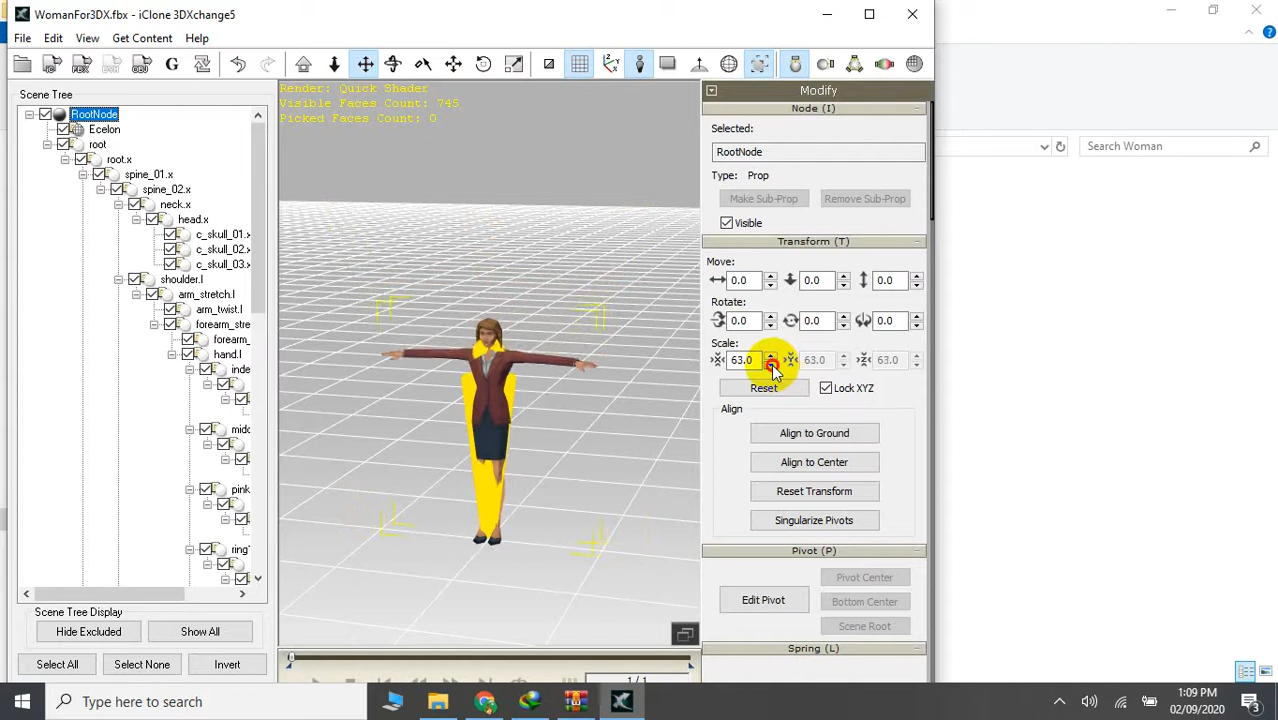 WomanFor3DX.fbx - iClone 3DXchange5
File Edit View Get Content Help
G
Scene Tree
RootNode
Ecelon
root
root.x
spine_01.x
spine_02.x
neck.x
head.x
c_skull_01.x
c_skull_02.x
c_skull_03.x
shoulder.l
arm_stretch.l
arm_twist.l
forearm_stre
forearm_
hand.l
inde
midd
pink
ring
Scene Tree Display
Hide Excluded Show All
Select All Select None Invert
Render: Quick Shader
Visible Faces Count: 745
Picked Faces Count: 0
1/1
Modify
Node (I)
Selected:
RootNode
Type: Prop
Make Sub-Prop Remove Sub-Prop
Visible
Transform (T)
Move:
0.0 0.0 0.0
Rotate:
0.0 0.0 0.0
Scale:
63.0 63.0 63.0
Reset Lock XYZ
Align
Align to Ground
Align to Center
Reset Transform
Singularize Pivots
Pivot (P)
Pivot Center
Edit Pivot
Bottom Center
Scene Root
Spring (L)
Search Woman
Type here to search
1:09 PM
02/09/2020
3